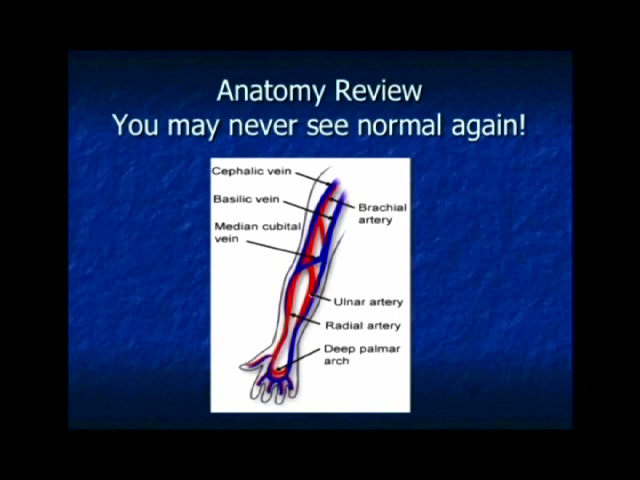 Anatomy Review
You may never see normal again!
Cephalic vein
Basilic vein
Median cubital
vein
Brachial
artery
Ulnar artery
Radial artery
Deep palmar
arch